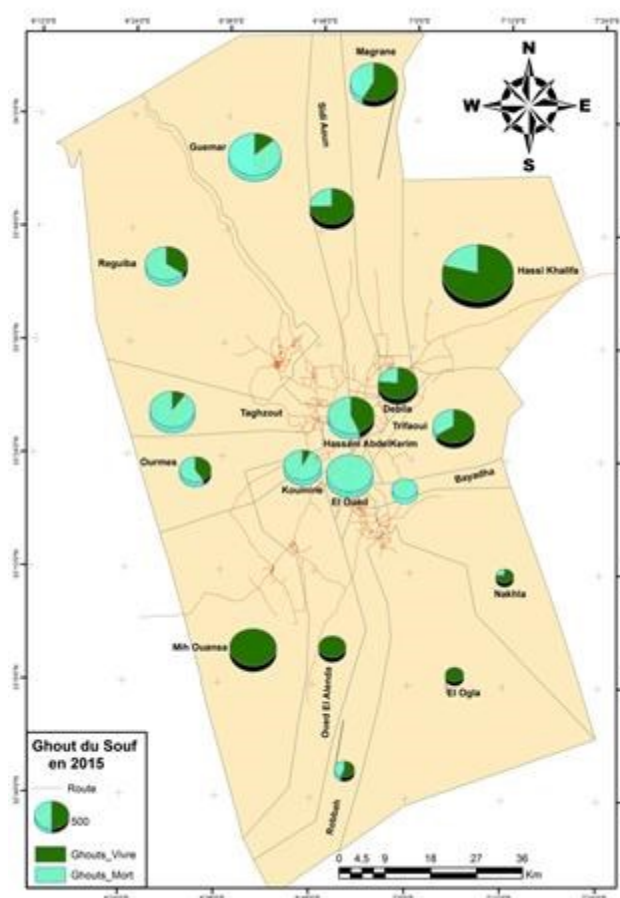 N
W E
S
Magrane
Sidi Aoun
Guemar
Hassi Khalifa
Reguiba
Debila
Taghzout
Trifaoui
Hassani AbdelKerim
Ourmes
Kouinine
El Oued
Bayadha
Nakhla
Mih Ouansa
Oued El Alenda
El Ogla
Robbah
Ghout du Souf
en 2015
Route
500
Ghouts_Vivre
Ghouts_Mort
0 4.5 9 18 27 36
Km